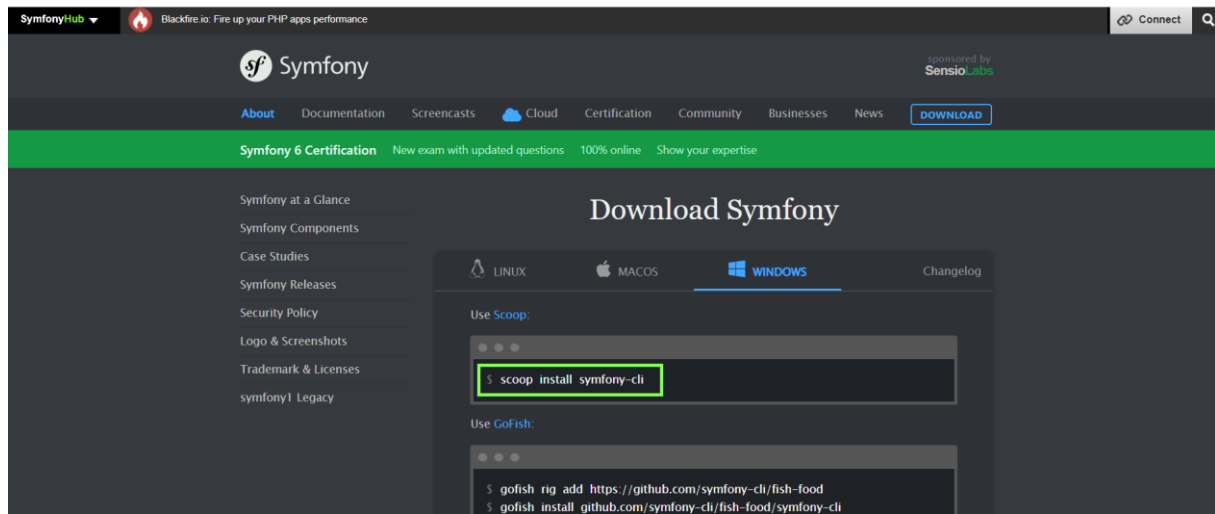 SymfonyHub
Blackfire.io: Fire up your PHP apps performance
Connect
sf Symfony
sponsored by
SensioLabs
About Documentation Screencasts Cloud Certification Community Businesses News DOWNLOAD
Symfony 6 Certification New exam with updated questions 100% online Show your expertise
Symfony at a Glance
Symfony Components
Case Studies
Symfony Releases
Security Policy
Logo & Screenshots
Trademark & Licenses
symfony1 Legacy
Download Symfony
LINUX MACOS WINDOWS Changelog
Use Scoop:
$ scoop install symfony-cli
Use GoFish:
$ gofish rig add https://github.com/symfony-cli/fish-food
$ gofish install github.com/symfony-cli/fish-food/symfony-cli